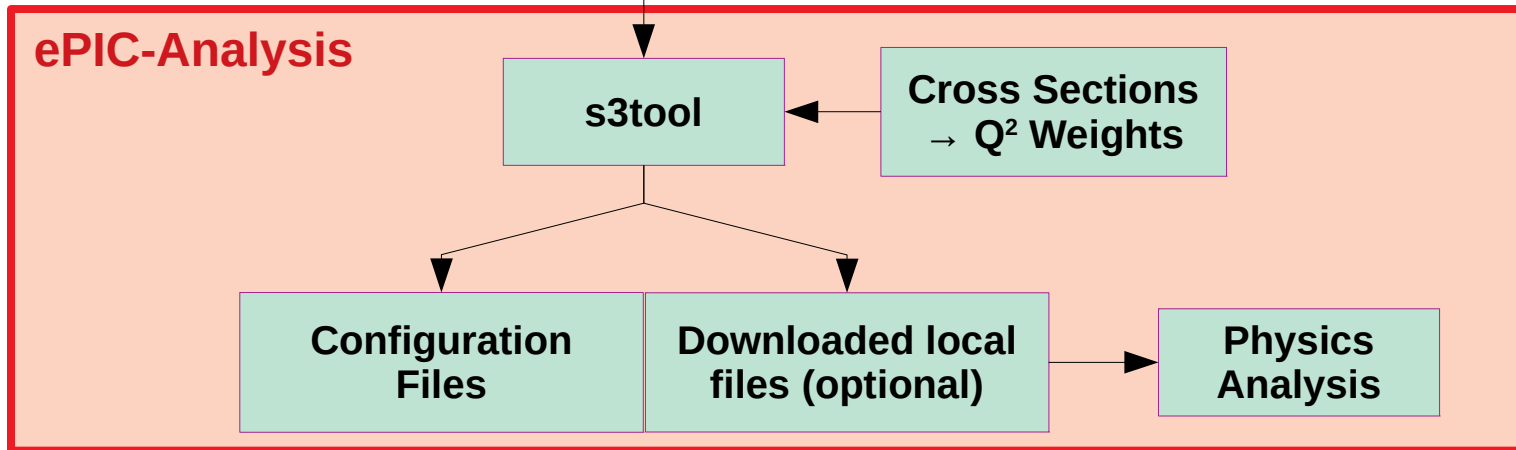 ePIC-Analysis
s3tool
Cross Sections
→ Q² Weights
Configuration
Files
Downloaded local
files (optional)
Physics
Analysis